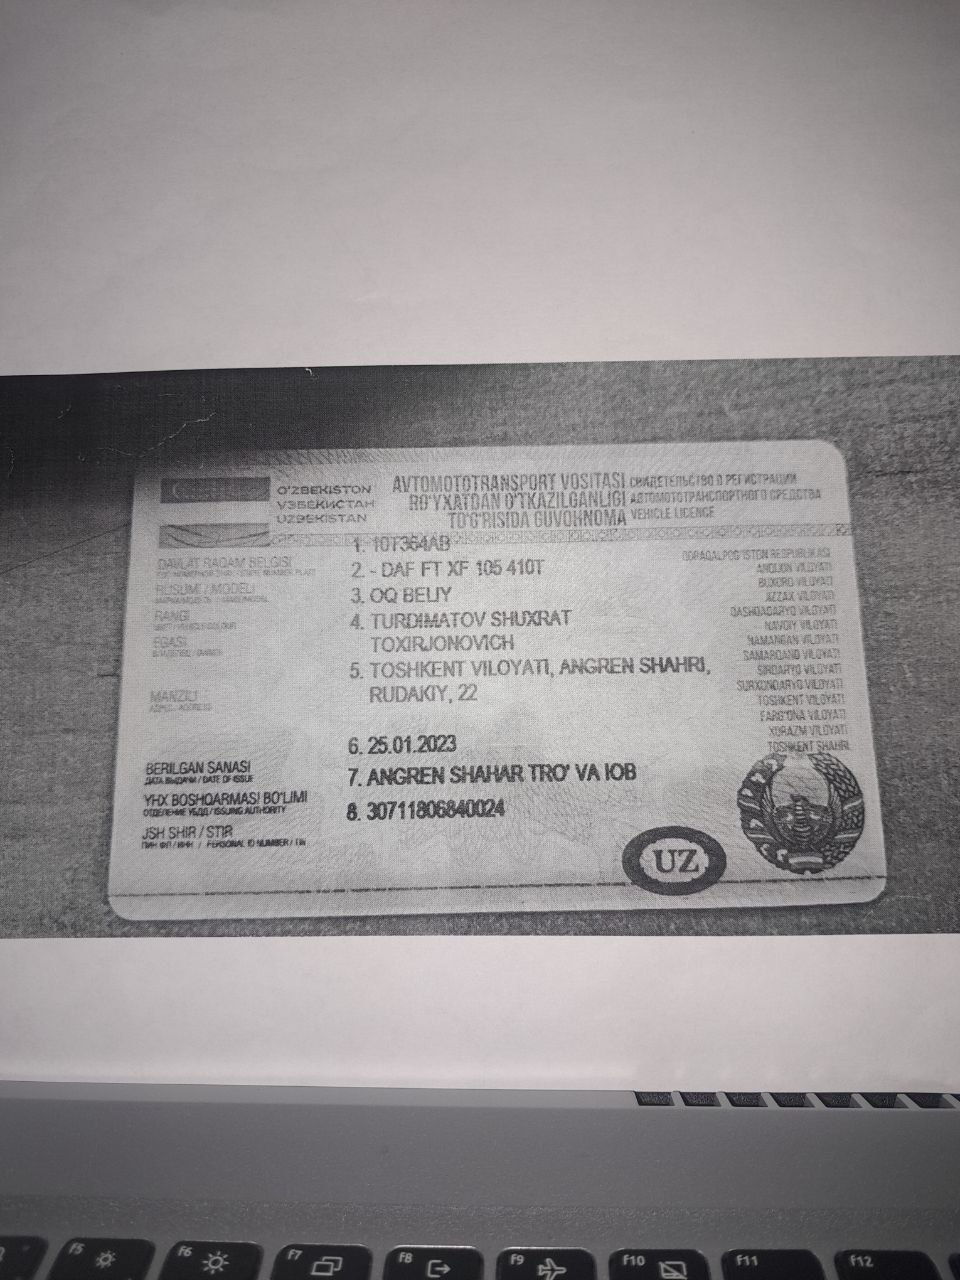 O'ZBEKISTON
УЗБЕКИСТАН
UZBEKISTAN
AVTOMOTOTRANSPORT VOSITASI
RO'YXATDAN O'TKAZILGANLIGI
TO'G'RISIDA GUVOHNOMA
СВИДЕТЕЛЬСТВО О РЕГИСТРАЦИИ
АВТОМОТОТРАНСПОРТНОГО СРЕДСТВА
VEHICLE LICENCE
DAVLAT RAQAM BELGISI
1. 10T364AB
RUSUMI / MODELI
2. - DAF FT XF 105 410T
RANGI
3. OQ BELIY
EGASI
4. TURDIMATOV SHUXRAT
TOXIRJONOVICH
MANZILI
5. TOSHKENT VILOYATI, ANGREN SHAHRI,
RUDAKIY, 22
BERILGAN SANASI
ДАТА ВЫДАЧИ / DATE OF ISSUE
6. 25.01.2023
YHX BOSHQARMASI BO'LIMI
ОТДЕЛЕНИЕ УБДД / ISSUING AUTHORITY
7. ANGREN SHAHAR TRO' VA IOB
JSH SHIR / STIR
ПИН ФЛ / ИНН / PERSONAL ID NUMBER / TIN
8. 30711806840024
QORAQALPOG'ISTON RESPUBLIKASI
ANDIJON VILOYATI
BUXORO VILOYATI
JIZZAX VILOYATI
QASHQADARYO VILOYATI
NAVOIY VILOYATI
NAMANGAN VILOYATI
SAMARQAND VILOYATI
SIRDARYO VILOYATI
SURXONDARYO VILOYATI
TOSHKENT VILOYATI
FARG'ONA VILOYATI
XORAZM VILOYATI
TOSHKENT SHAHRI
UZ
F5
F6
F7
F8
F9
F10
F11
F12